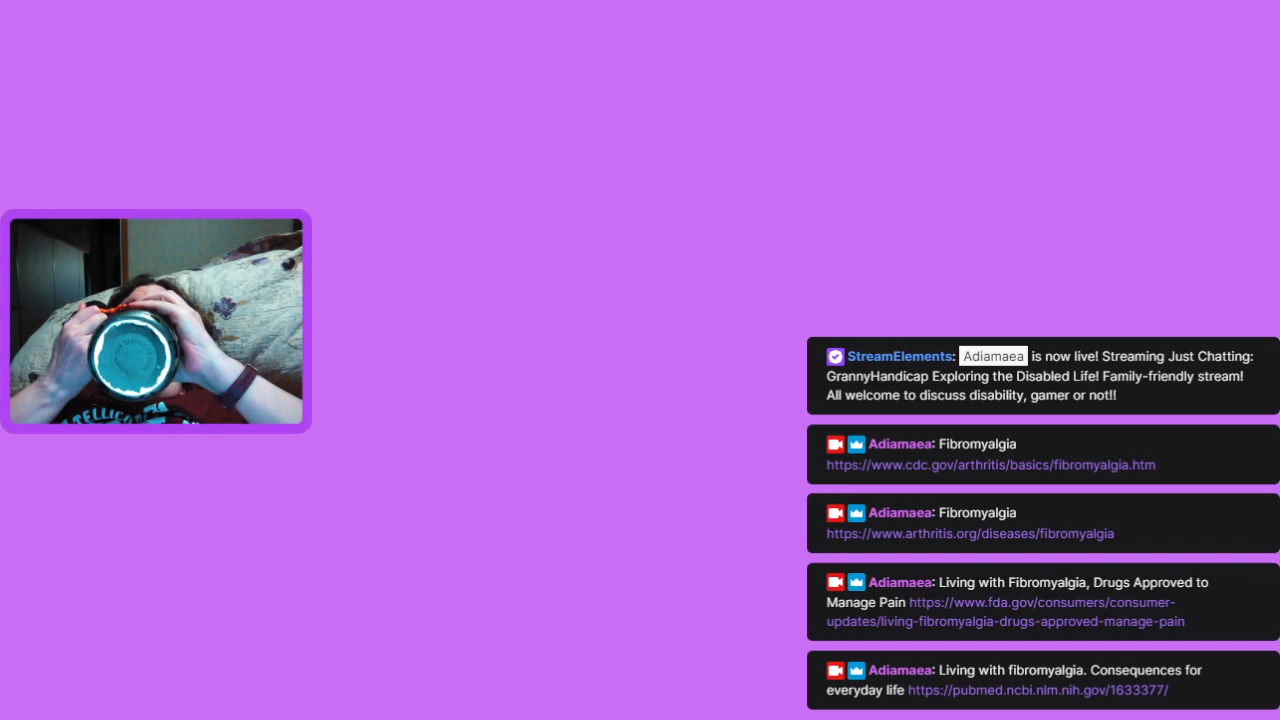 StreamElements: Adiamaea is now live! Streaming Just Chatting:
GrannyHandicap Exploring the Disabled Life! Family-friendly stream!
All welcome to discuss disability, gamer or not!!
Adiamaea: Fibromyalgia
https://www.cdc.gov/arthritis/basics/fibromyalgia.htm
Adiamaea: Fibromyalgia
https://www.arthritis.org/diseases/fibromyalgia
Adiamaea: Living with Fibromyalgia, Drugs Approved to
Manage Pain https://www.fda.gov/consumers/consumer-
updates/living-fibromyalgia-drugs-approved-manage-pain
Adiamaea: Living with fibromyalgia. Consequences for
everyday life https://pubmed.ncbi.nlm.nih.gov/1633377/